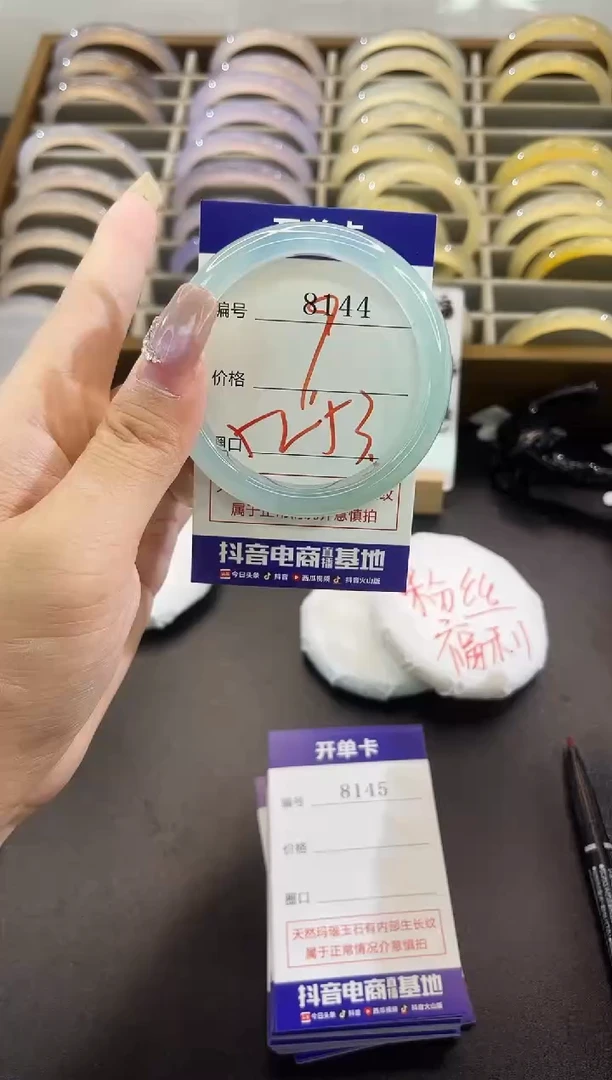 开单卡
编号 8144
价格
圈口
属于正常情况介意慎拍
抖音电商直播基地
今日头条 抖音 西瓜视频 抖音火山版
粉丝
福利
开单卡
编号 8145
价格
圈口
天然玛瑙玉石有内部生长纹
属于正常情况介意慎拍
抖音电商直播基地
今日头条 抖音 西瓜视频 抖音火山版